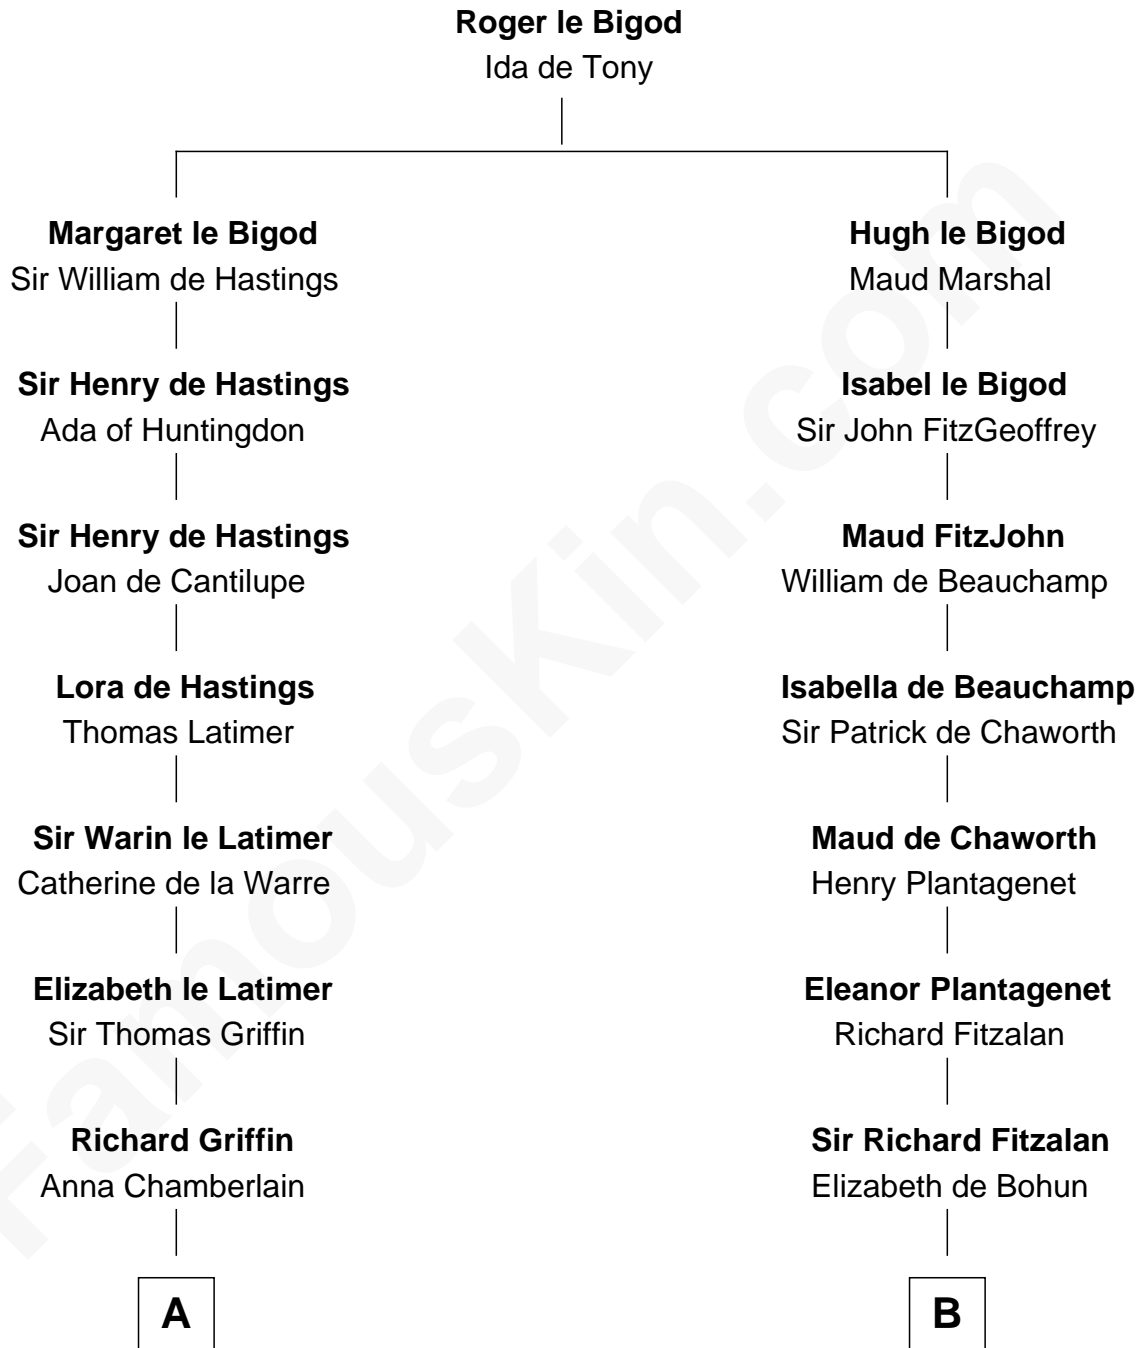 Roger le Bigod
Ida de Tony
Margaret le Bigod
Sir William de Hastings
Hugh le Bigod
Maud Marshal
Sir Henry de Hastings
Ada of Huntingdon
Isabel le Bigod
Sir John FitzGeoffrey
Sir Henry de Hastings
Joan de Cantilupe
Maud FitzJohn
William de Beauchamp
Lora de Hastings
Thomas Latimer
Isabella de Beauchamp
Sir Patrick de Chaworth
Sir Warin le Latimer
Catherine de la Warre
Maud de Chaworth
Henry Plantagenet
Elizabeth le Latimer
Sir Thomas Griffin
Eleanor Plantagenet
Richard Fitzalan
Richard Griffin
Anna Chamberlain
Sir Richard Fitzalan
Elizabeth de Bohun
A
B
FamousKin.com